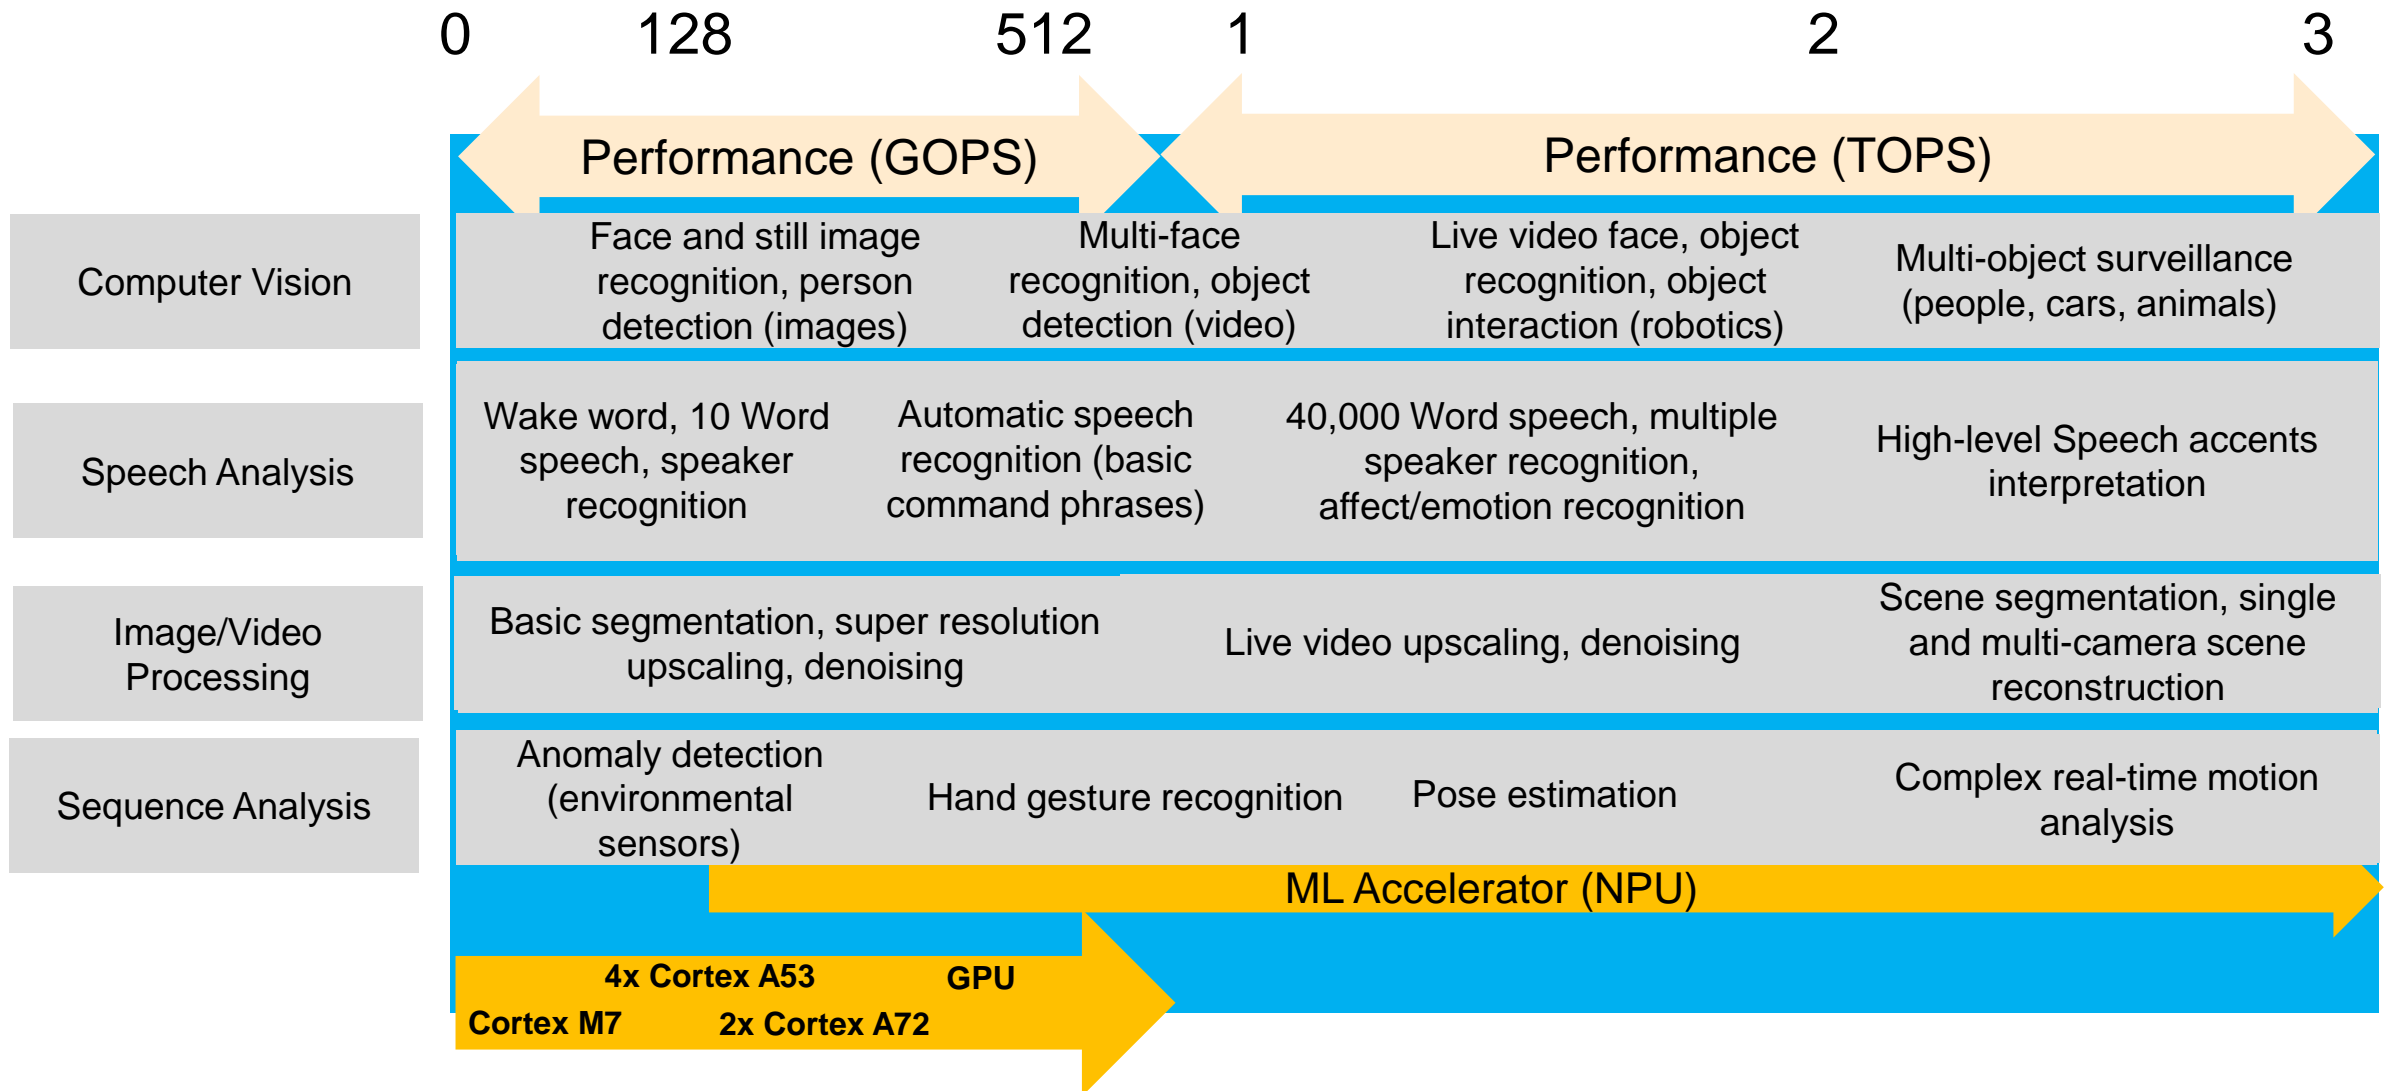 0 128 512 1 2 3
Performance (GOPS)
Performance (TOPS)
Computer Vision
Face and still image
recognition, person
detection (images)
Multi-face
recognition, object
detection (video)
Live video face, object
recognition, object
interaction (robotics)
Multi-object surveillance
(people, cars, animals)
Speech Analysis
Wake word, 10 Word
speech, speaker
recognition
Automatic speech
recognition (basic
command phrases)
40,000 Word speech, multiple
speaker recognition,
affect/emotion recognition
High-level Speech accents
interpretation
Image/Video
Processing
Basic segmentation, super resolution
upscaling, denoising
Live video upscaling, denoising
Scene segmentation, single
and multi-camera scene
reconstruction
Sequence Analysis
Anomaly detection
(environmental
sensors)
Hand gesture recognition
Pose estimation
Complex real-time motion
analysis
ML Accelerator (NPU)
4x Cortex A53
GPU
Cortex M7
2x Cortex A72